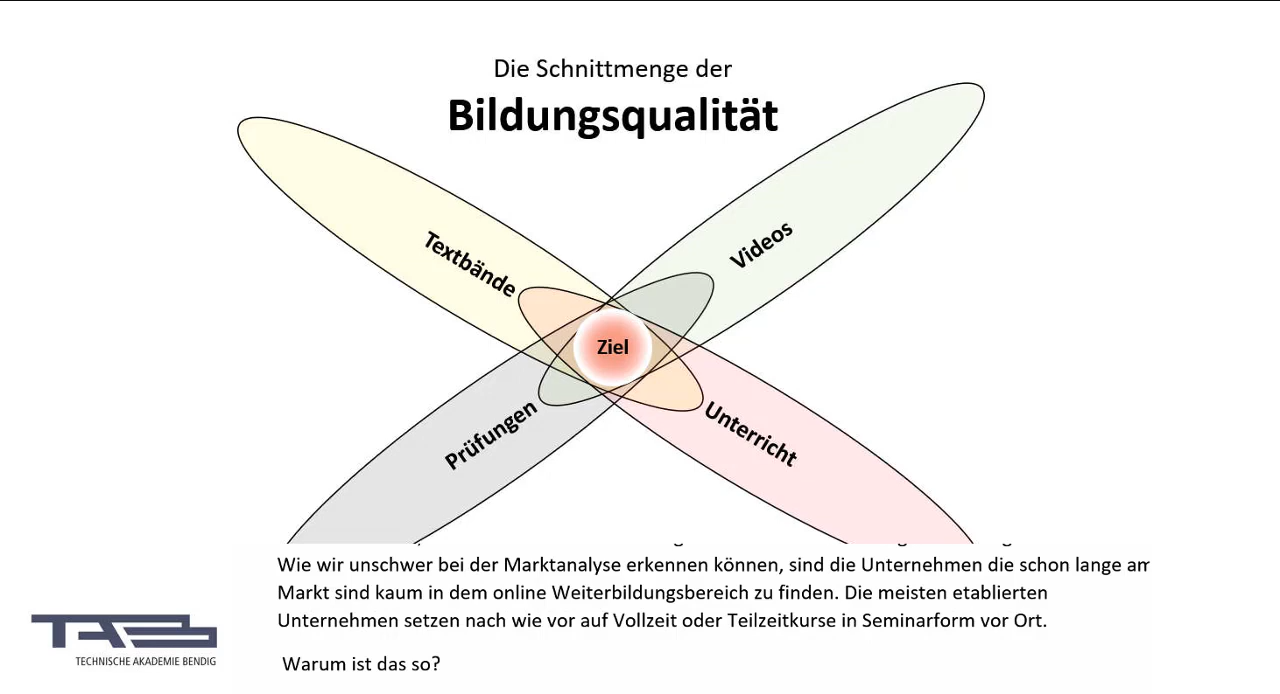 Die Schnittmenge der
Bildungsqualität
Textbände
Videos
Ziel
Prüfungen
Unterricht
Wie wir unschwer bei der Marktanalyse erkennen können, sind die Unternehmen die schon lange am
Markt sind kaum in dem online Weiterbildungsbereich zu finden. Die meisten etablierten
Unternehmen setzen nach wie vor auf Vollzeit oder Teilzeitkurse in Seminarform vor Ort.
TAB
TECHNISCHE AKADEMIE BENDIG
Warum ist das so?